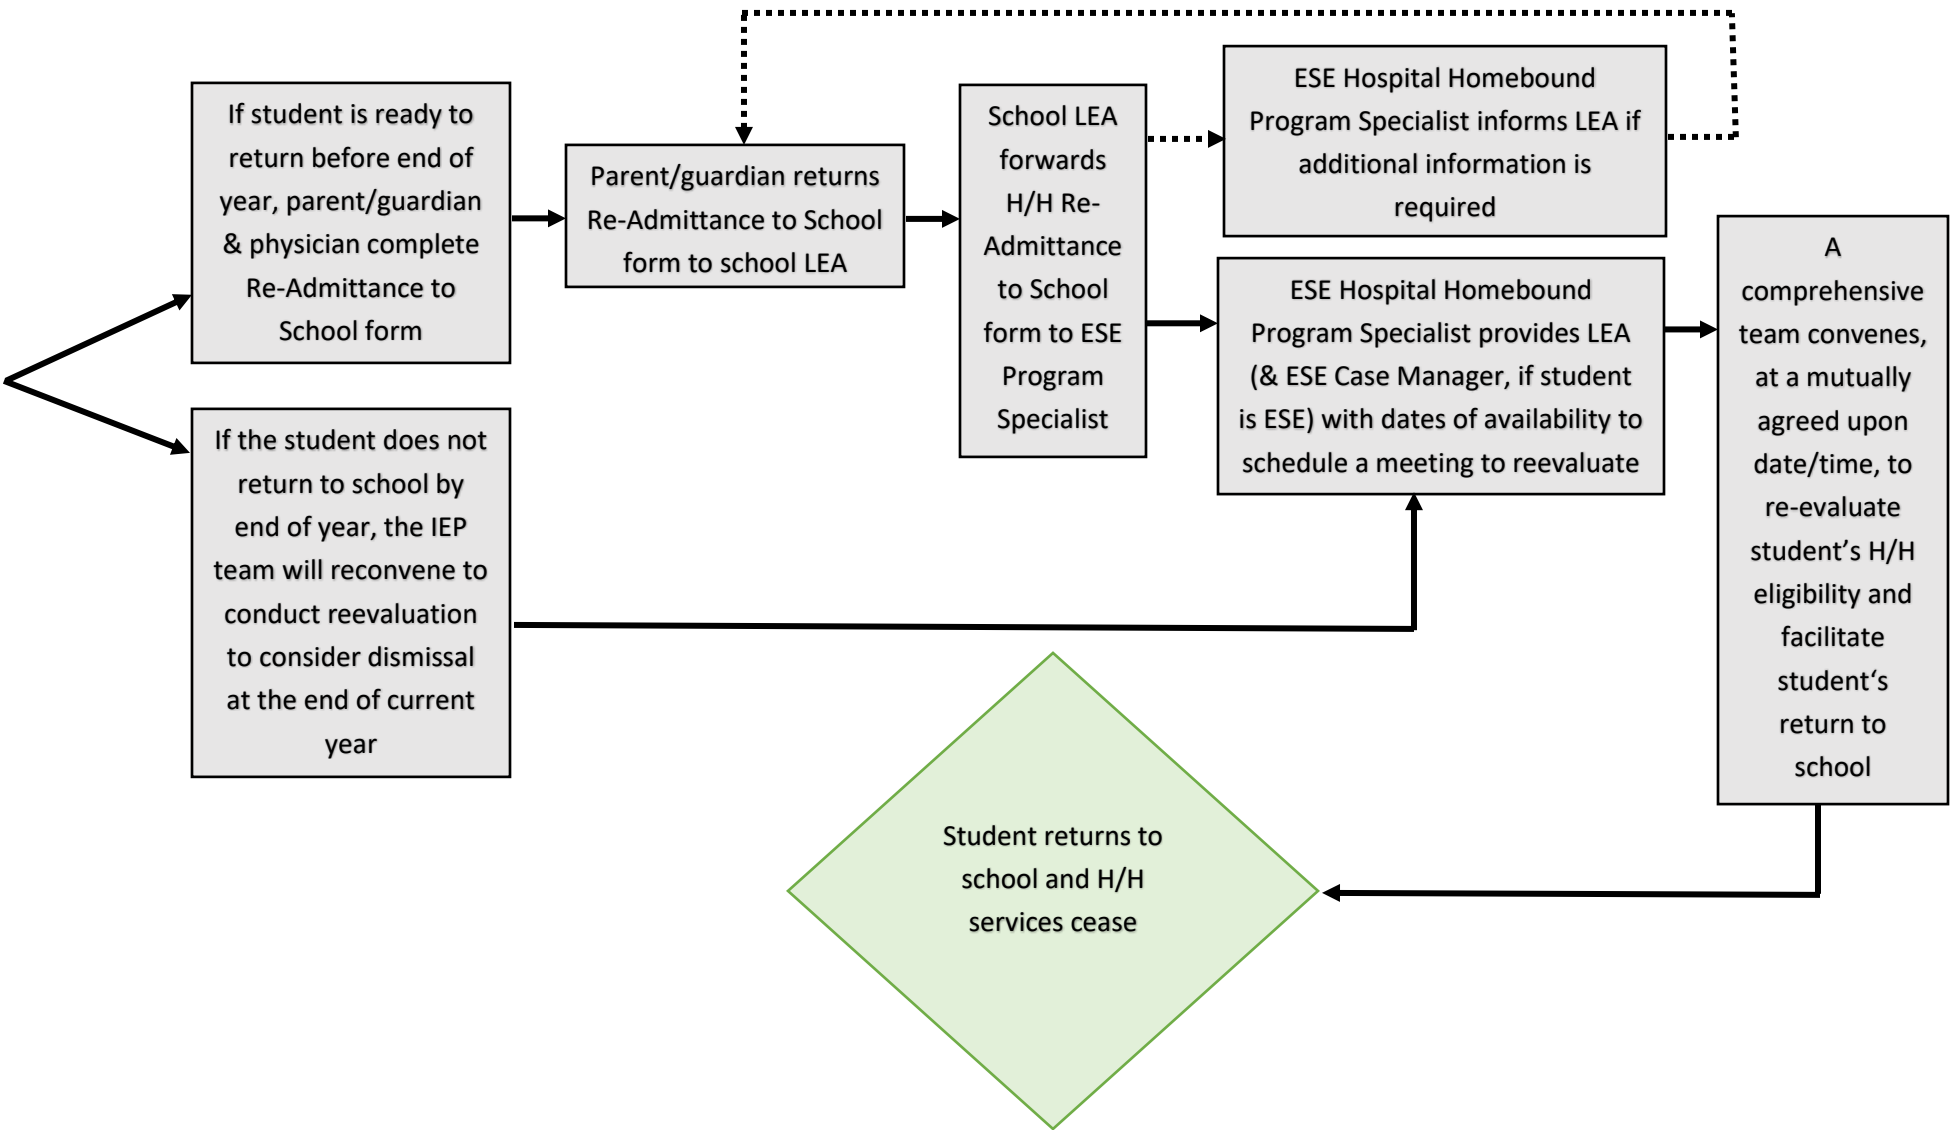 If student is ready to
return before end of
year, parent/guardian
& physician complete
Re-Admittance to
School form
Parent/guardian returns
Re-Admittance to School
form to school LEA
School LEA
forwards
H/H Re-
Admittance
to School
form to ESE
Program
Specialist
ESE Hospital Homebound
Program Specialist informs LEA if
additional information is
required
ESE Hospital Homebound
Program Specialist provides LEA
(& ESE Case Manager, if student
is ESE) with dates of availability to
schedule a meeting to reevaluate
A
comprehensive
team convenes,
at a mutually
agreed upon
date/time, to
re-evaluate
student’s H/H
eligibility and
facilitate
student‘s
return to
school
If the student does not
return to school by
end of year, the IEP
team will reconvene to
conduct reevaluation
to consider dismissal
at the end of current
year
Student returns to
school and H/H
services cease